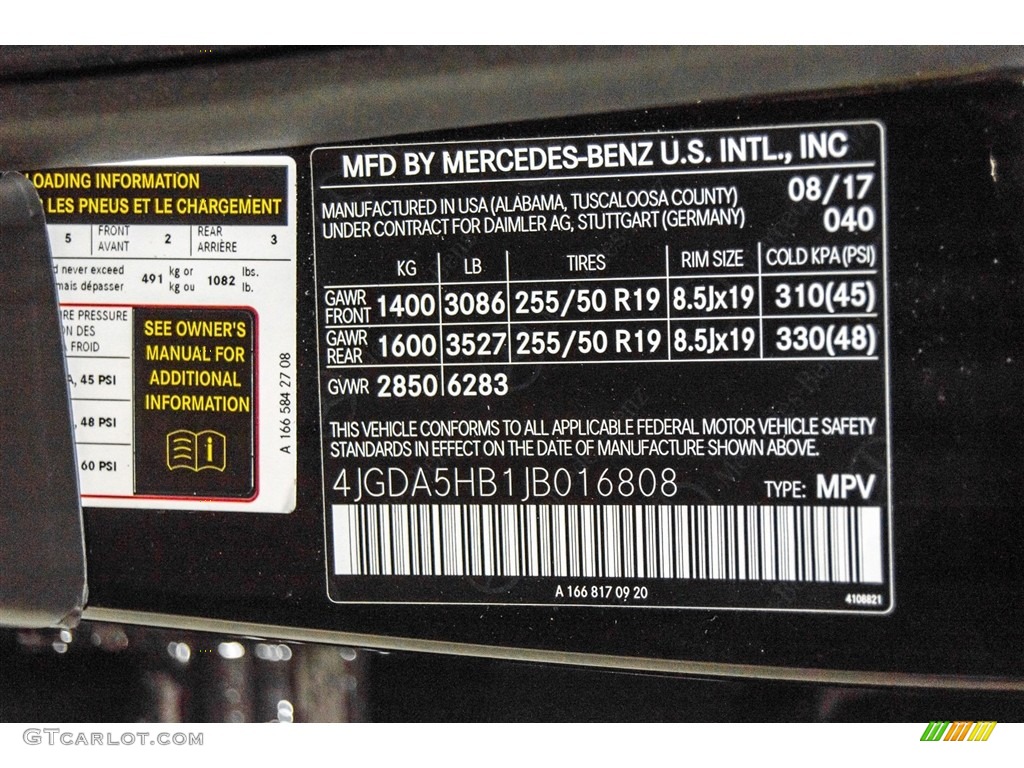 LOADING INFORMATION
LES PNEUS ET LE CHARGEMENT
5 FRONT AVANT 2 REAR ARRIÈRE 3
never exceed
mais dépasser
491 kg or kg ou 1082 lbs. lb.
PRESSURE
DES
FROID
45 PSI
48 PSI
60 PSI
SEE OWNER'S
MANUAL FOR
ADDITIONAL
INFORMATION
A 166 584 27 08
MFD BY MERCEDES-BENZ U.S. INTL., INC
MANUFACTURED IN USA (ALABAMA, TUSCALOOSA COUNTY) 08/17
UNDER CONTRACT FOR DAIMLER AG, STUTTGART (GERMANY) 040
KG LB TIRES RIM SIZE COLD KPA (PSI)
GAWR FRONT 1400 3086 255/50 R19 8.5Jx19 310(45)
GAWR REAR 1600 3527 255/50 R19 8.5Jx19 330(48)
GVWR 2850 6283
THIS VEHICLE CONFORMS TO ALL APPLICABLE FEDERAL MOTOR VEHICLE SAFETY
STANDARDS IN EFFECT ON THE DATE OF MANUFACTURE SHOWN ABOVE.
4JGDA5HB1JB016808 TYPE: MPV
A 166 817 09 20
4108821
GTCARLOT.COM